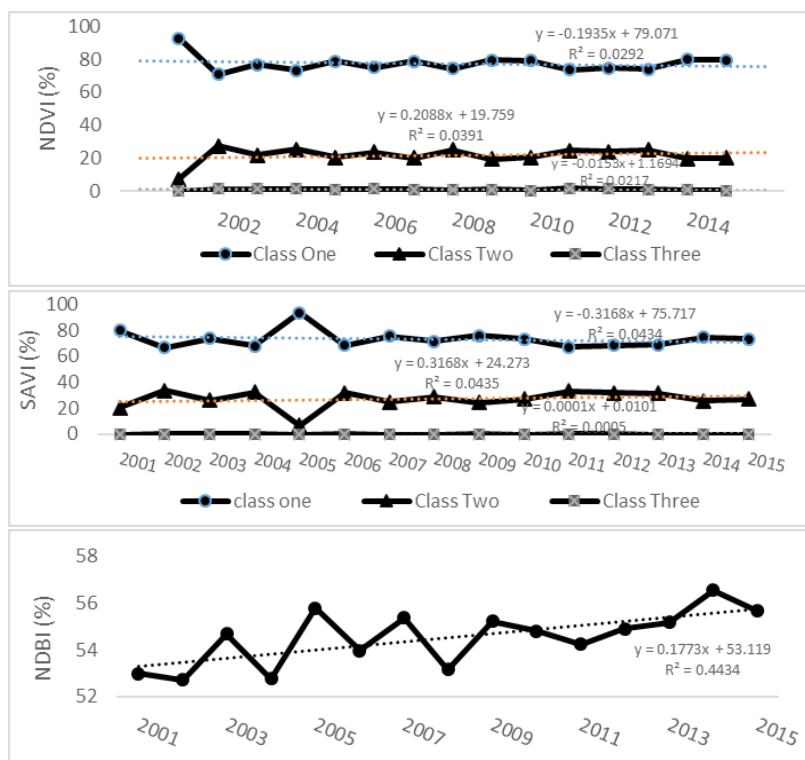 100
80
60
40
20
0
NDVI (%)
y = -0.1935x + 79.071
R² = 0.0292
y = 0.2088x + 19.759
R² = 0.0391
y = -0.0153x + 1.1694
R² = 0.0217
2002 2004 2006 2008 2010 2012 2014
Class One Class Two Class Three
100
80
60
40
20
0
SAVI (%)
y = -0.3168x + 75.717
R² = 0.0434
y = 0.3168x + 24.273
R² = 0.0435
y = 0.0001x + 0.0101
R² = 0.0005
2001 2002 2003 2004 2005 2006 2007 2008 2009 2010 2011 2012 2013 2014 2015
class one Class Two Class Three
58
56
54
52
NDBI (%)
y = 0.1773x + 53.119
R² = 0.4434
2001 2003 2005 2007 2009 2011 2013 2015